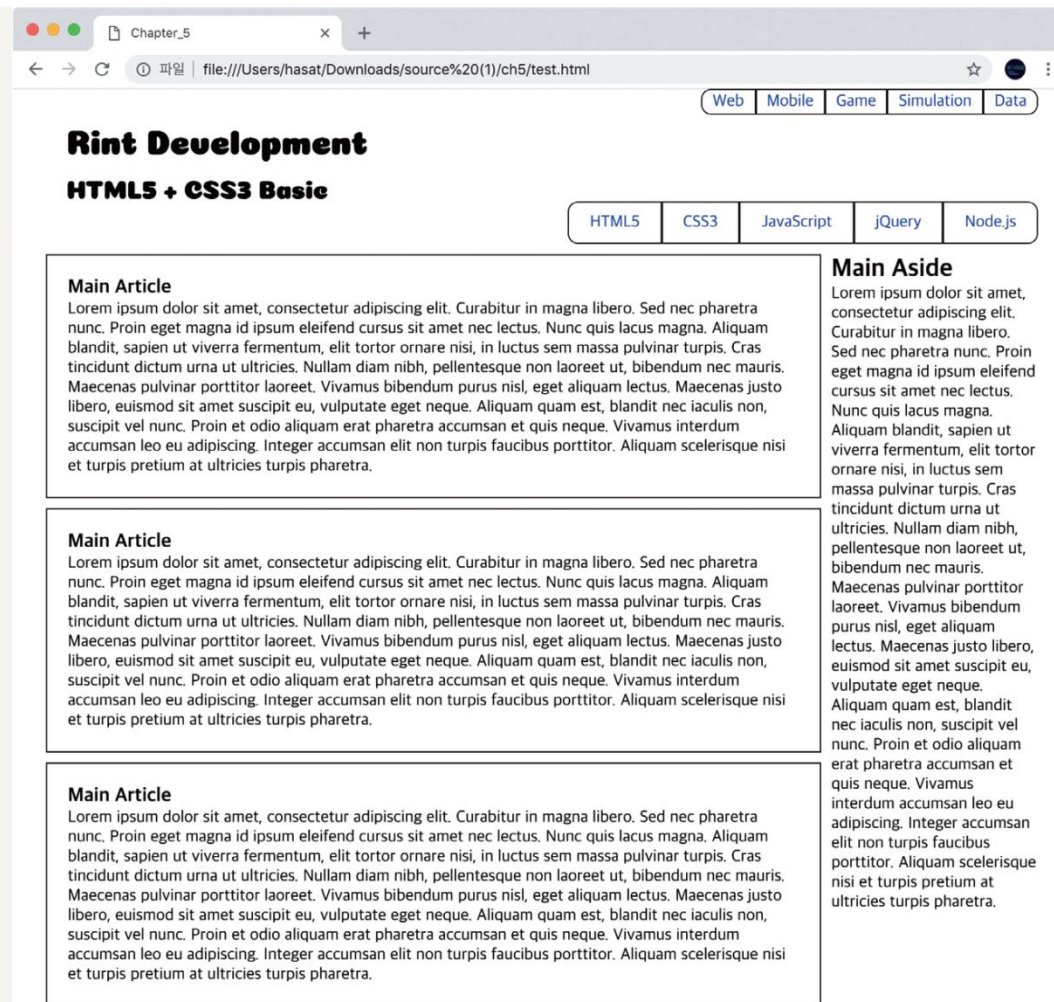 Chapter_5
파일 | file:///Users/hasat/Downloads/source%20(1)/ch5/test.html
Web Mobile Game Simulation Data
Rint Development
HTML5 + CSS3 Basic
HTML5 CSS3 JavaScript jQuery Node.js
Main Article
Lorem ipsum dolor sit amet, consectetur adipiscing elit. Curabitur in magna libero. Sed nec pharetra
nunc. Proin eget magna id ipsum eleifend cursus sit amet nec lectus. Nunc quis lacus magna. Aliquam
blandit, sapien ut viverra fermentum, elit tortor ornare nisi, in luctus sem massa pulvinar turpis. Cras
tincidunt dictum urna ut ultricies. Nullam diam nibh, pellentesque non laoreet ut, bibendum nec mauris.
Maecenas pulvinar porttitor laoreet. Vivamus bibendum purus nisl, eget aliquam lectus. Maecenas justo
libero, euismod sit amet suscipit eu, vulputate eget neque. Aliquam quam est, blandit nec iaculis non,
suscipit vel nunc. Proin et odio aliquam erat pharetra accumsan et quis neque. Vivamus interdum
accumsan leo eu adipiscing. Integer accumsan elit non turpis faucibus porttitor. Aliquam scelerisque nisi
et turpis pretium at ultricies turpis pharetra.
Main Article
Lorem ipsum dolor sit amet, consectetur adipiscing elit. Curabitur in magna libero. Sed nec pharetra
nunc. Proin eget magna id ipsum eleifend cursus sit amet nec lectus. Nunc quis lacus magna. Aliquam
blandit, sapien ut viverra fermentum, elit tortor ornare nisi, in luctus sem massa pulvinar turpis. Cras
tincidunt dictum urna ut ultricies. Nullam diam nibh, pellentesque non laoreet ut, bibendum nec mauris.
Maecenas pulvinar porttitor laoreet. Vivamus bibendum purus nisl, eget aliquam lectus. Maecenas justo
libero, euismod sit amet suscipit eu, vulputate eget neque. Aliquam quam est, blandit nec iaculis non,
suscipit vel nunc. Proin et odio aliquam erat pharetra accumsan et quis neque. Vivamus interdum
accumsan leo eu adipiscing. Integer accumsan elit non turpis faucibus porttitor. Aliquam scelerisque nisi
et turpis pretium at ultricies turpis pharetra.
Main Article
Lorem ipsum dolor sit amet, consectetur adipiscing elit. Curabitur in magna libero. Sed nec pharetra
nunc. Proin eget magna id ipsum eleifend cursus sit amet nec lectus. Nunc quis lacus magna. Aliquam
blandit, sapien ut viverra fermentum, elit tortor ornare nisi, in luctus sem massa pulvinar turpis. Cras
tincidunt dictum urna ut ultricies. Nullam diam nibh, pellentesque non laoreet ut, bibendum nec mauris.
Maecenas pulvinar porttitor laoreet. Vivamus bibendum purus nisl, eget aliquam lectus. Maecenas justo
libero, euismod sit amet suscipit eu, vulputate eget neque. Aliquam quam est, blandit nec iaculis non,
suscipit vel nunc. Proin et odio aliquam erat pharetra accumsan et quis neque. Vivamus interdum
accumsan leo eu adipiscing. Integer accumsan elit non turpis faucibus porttitor. Aliquam scelerisque nisi
et turpis pretium at ultricies turpis pharetra.
Main Aside
Lorem ipsum dolor sit amet,
consectetur adipiscing elit.
Curabitur in magna libero.
Sed nec pharetra nunc. Proin
eget magna id ipsum eleifend
cursus sit amet nec lectus.
Nunc quis lacus magna.
Aliquam blandit, sapien ut
viverra fermentum, elit tortor
ornare nisi, in luctus sem
massa pulvinar turpis. Cras
tincidunt dictum urna ut
ultricies. Nullam diam nibh,
pellentesque non laoreet ut,
bibendum nec mauris.
Maecenas pulvinar porttitor
laoreet. Vivamus bibendum
purus nisl, eget aliquam
lectus. Maecenas justo libero,
euismod sit amet suscipit eu,
vulputate eget neque.
Aliquam quam est, blandit
nec iaculis non, suscipit vel
nunc. Proin et odio aliquam
erat pharetra accumsan et
quis neque. Vivamus
interdum accumsan leo eu
adipiscing. Integer accumsan
elit non turpis faucibus
porttitor. Aliquam scelerisque
nisi et turpis pretium at
ultricies turpis pharetra.